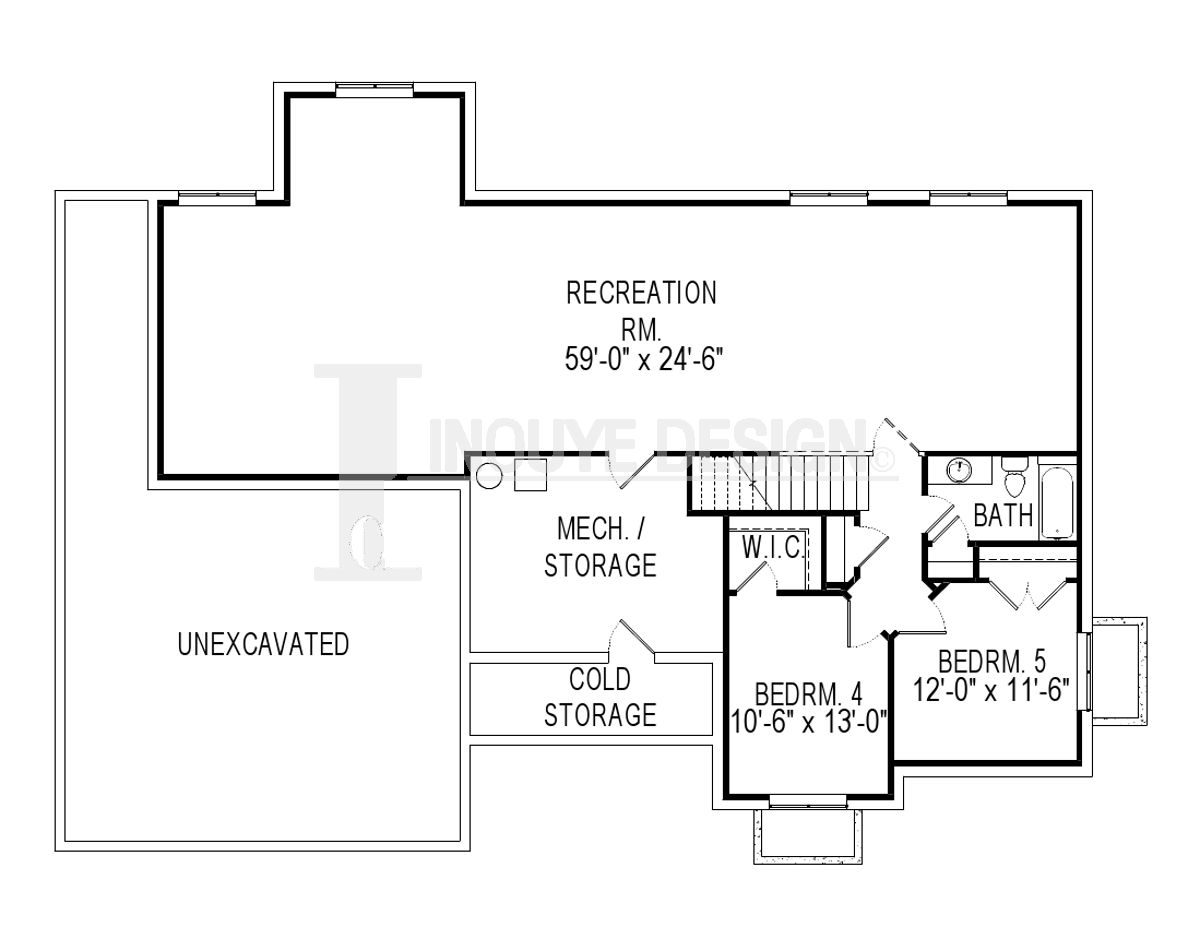 RECREATION
RM.
59'-0" x 24'-6"
INOUYE DESIGN©
MECH. /
STORAGE
BATH
W.I.C.
UNEXCAVATED
COLD
STORAGE
BEDRM. 4
10'-6" x 13'-0"
BEDRM. 5
12'-0" x 11'-6"